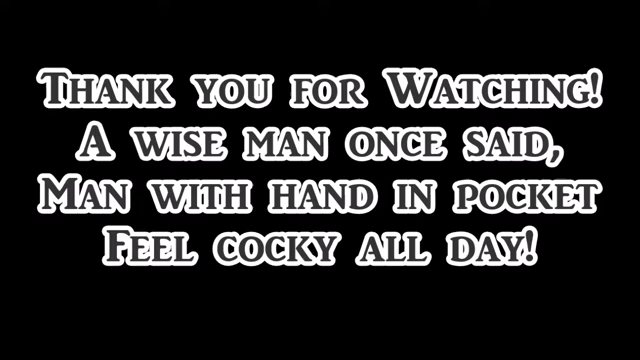 Thank you for Watching!
A wise man once said,
Man with hand in pocket
Feel cocky all day!